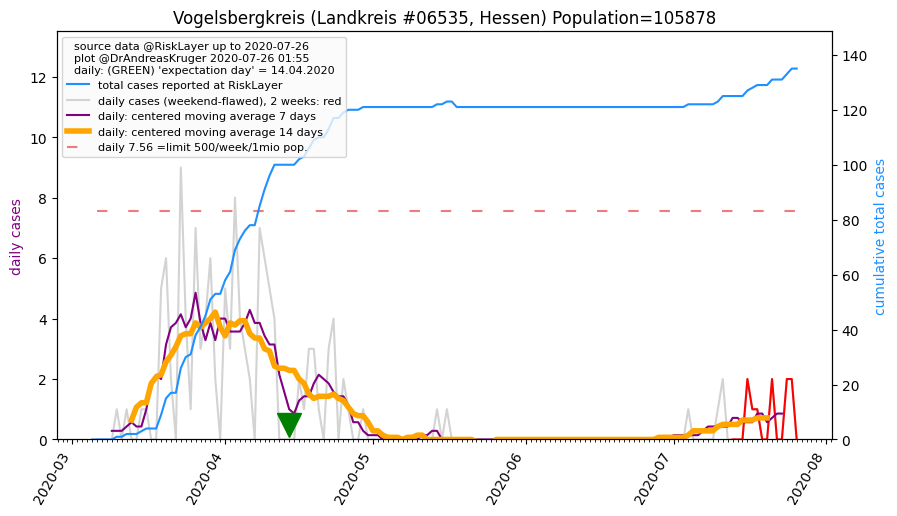 Vogelsbergkreis (Landkreis #06535, Hessen) Population=105878
source data @RiskLayer up to 2020-07-26
plot @DrAndreasKruger 2020-07-26 01:55
daily: (GREEN) 'expectation day' = 14.04.2020
total cases reported at RiskLayer
daily cases (weekend-flawed), 2 weeks: red
daily: centered moving average 7 days
daily: centered moving average 14 days
daily 7.56 =limit 500/week/1mio pop.
daily cases
12
10
8
6
4
2
0
cumulative total cases
140
120
100
80
60
40
20
0
2020-03
2020-04
2020-05
2020-06
2020-07
2020-08